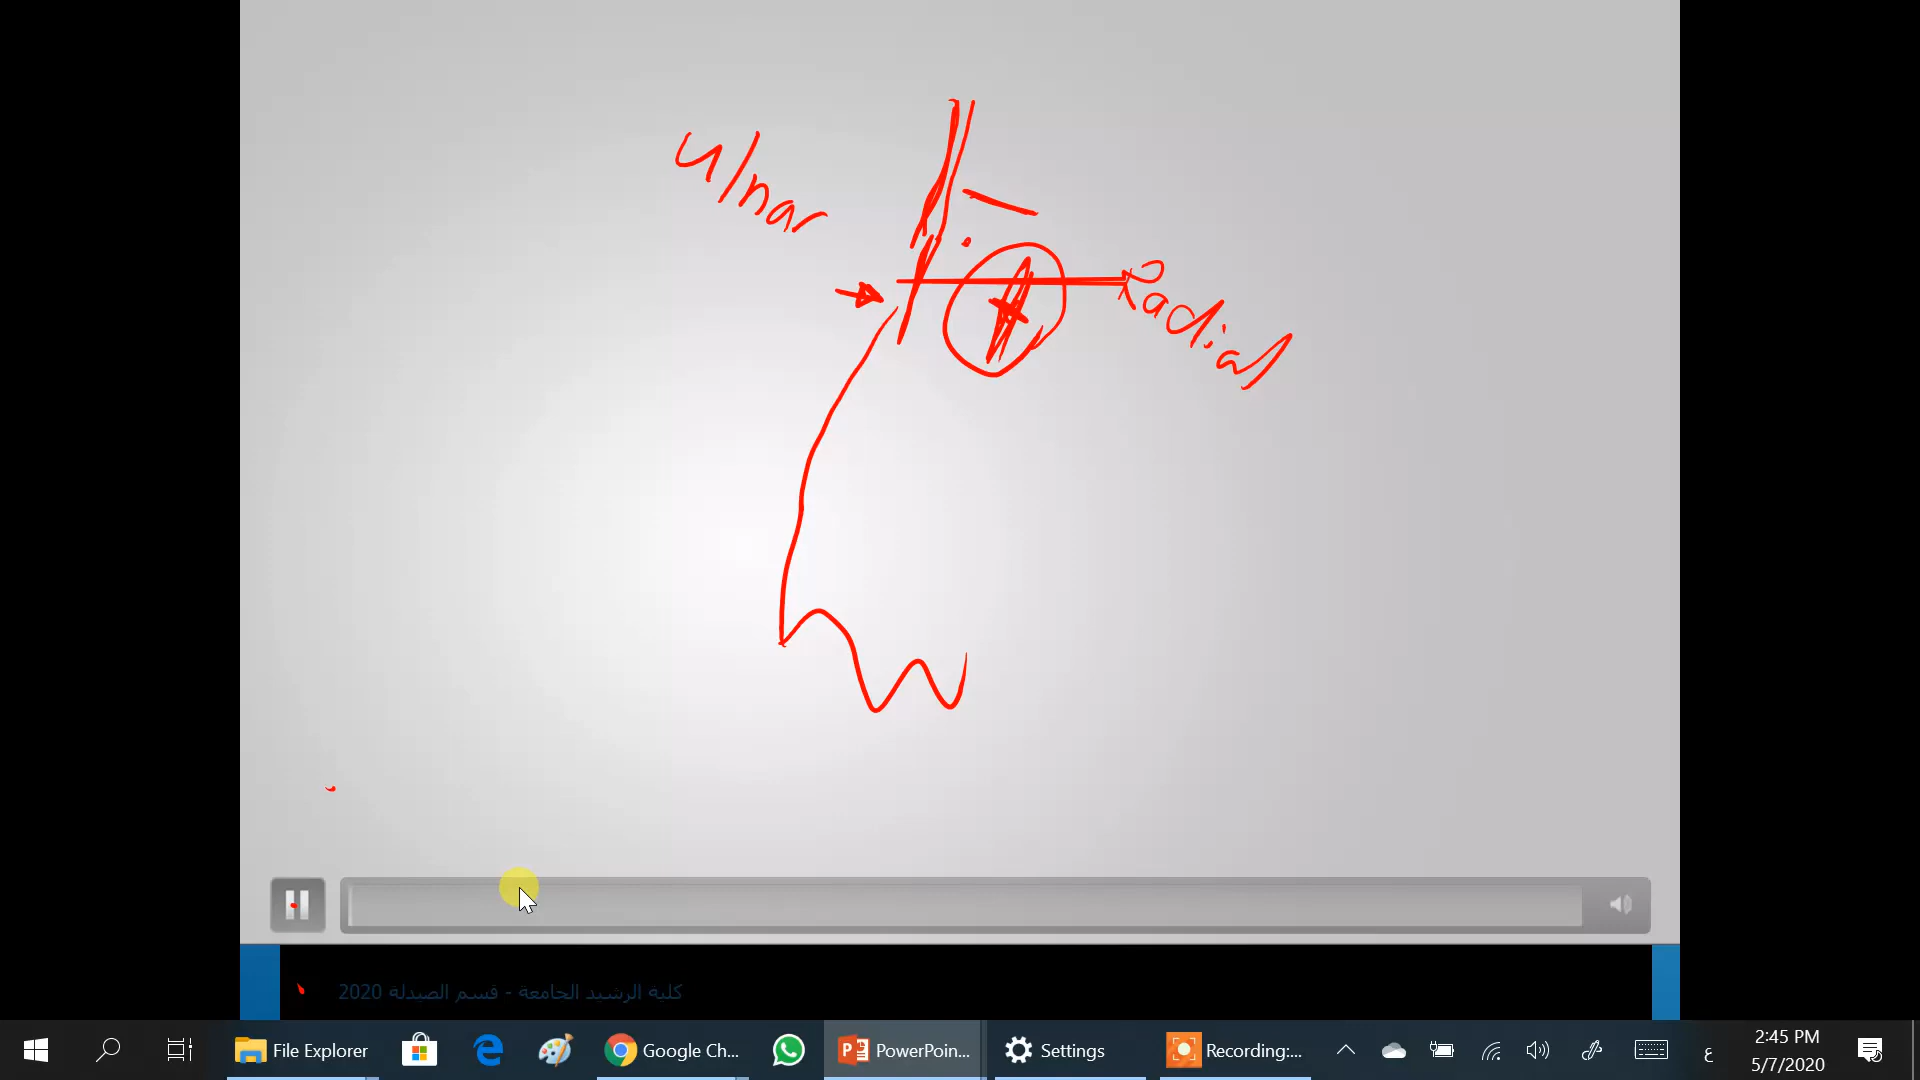 Ulnar
Radial
كلية الرشيد الجامعة - قسم الصيدلة 2020
File Explorer
Google Ch...
PowerPoin...
Settings
Recording:...
ع
2:45 PM
5/7/2020